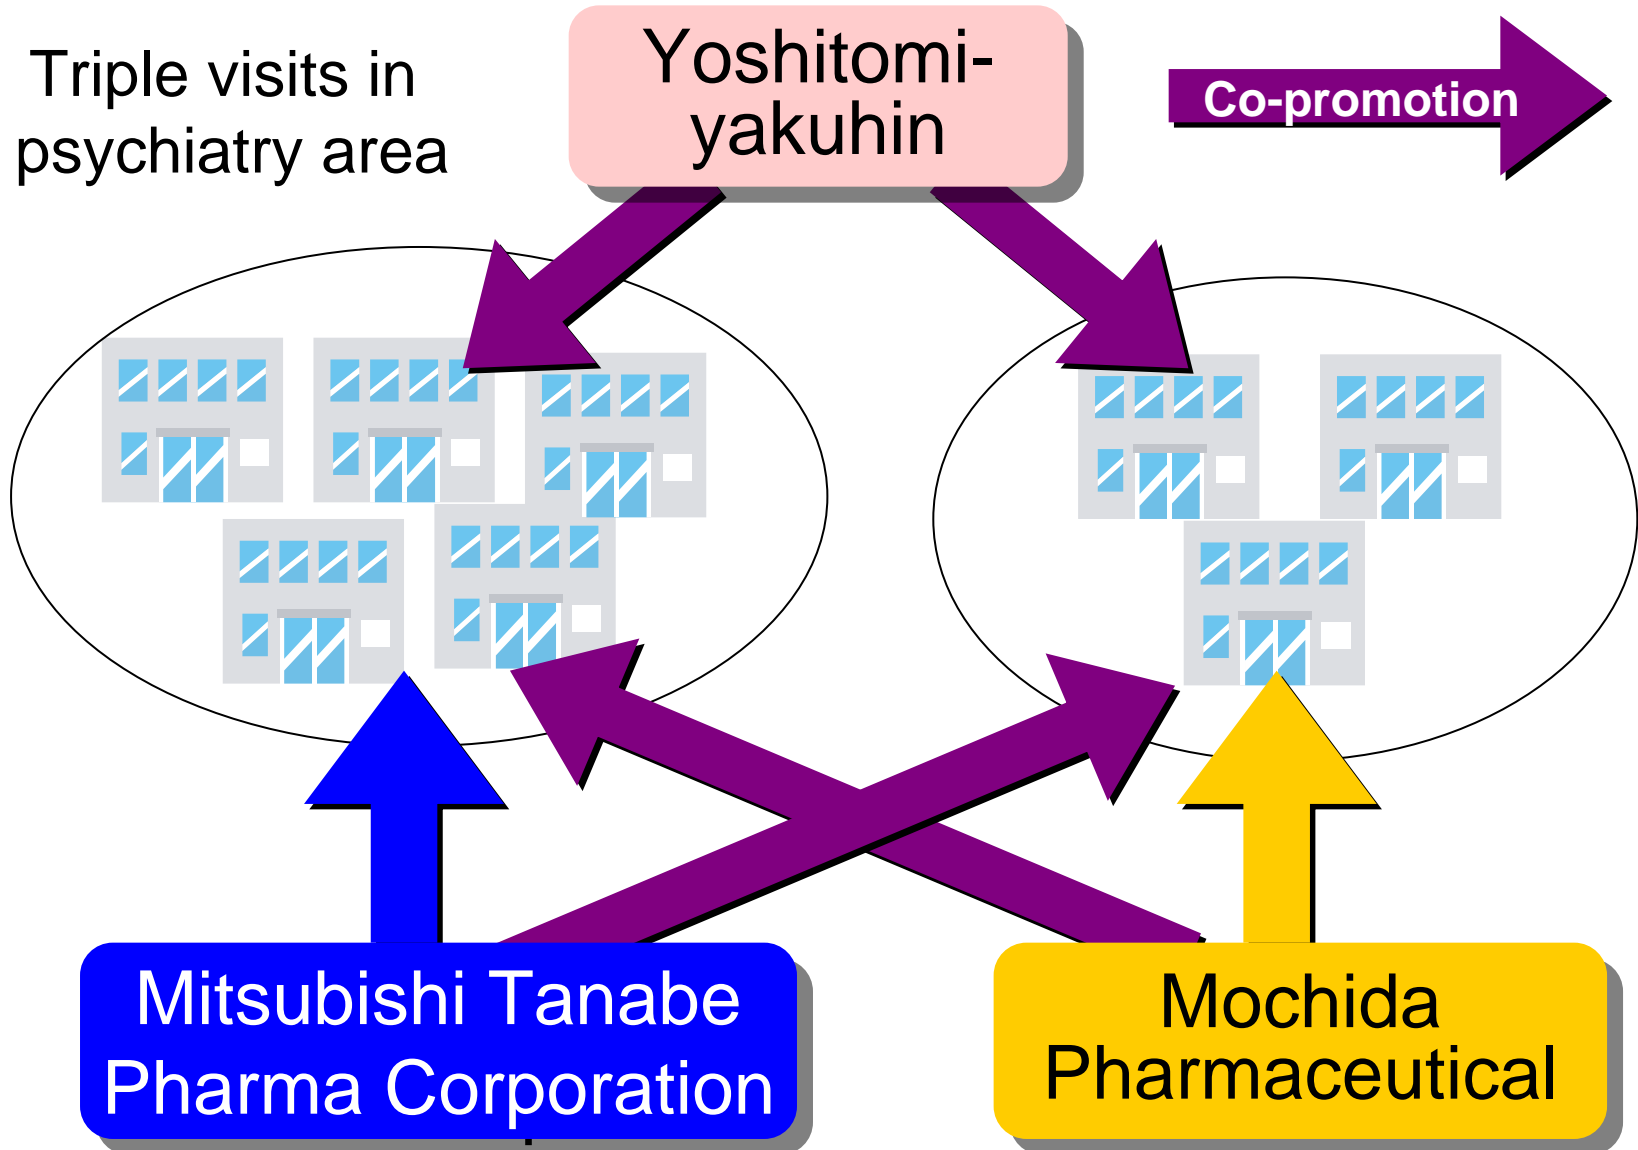 Triple visits in
psychiatry area
Yoshitomi-
yakuhin
Co-promotion
Mitsubishi Tanabe
Pharma Corporation
Mochida
Pharmaceutical